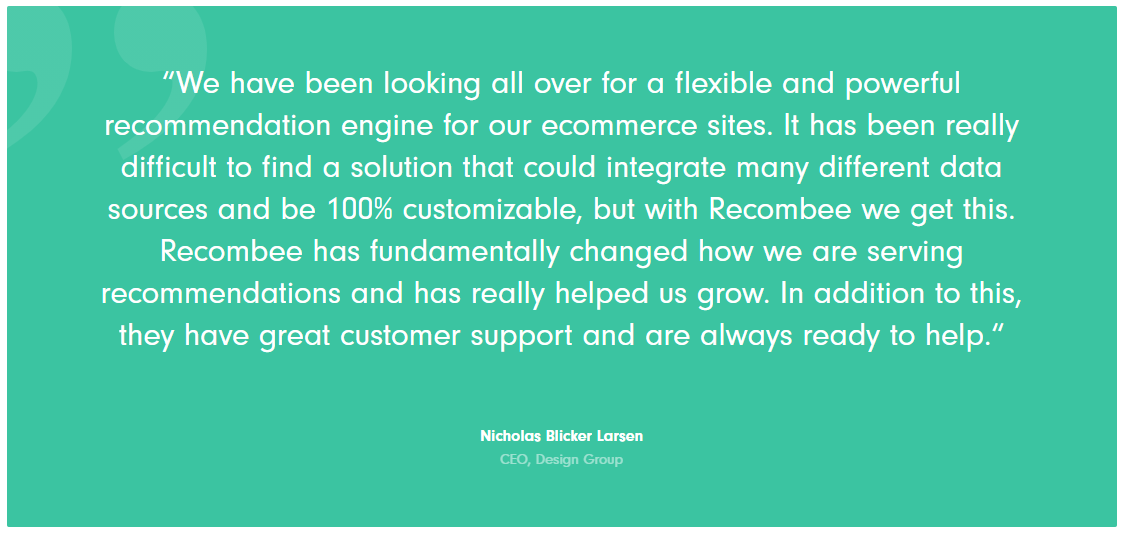 “We have been looking all over for a flexible and powerful
recommendation engine for our ecommerce sites. It has been really
difficult to find a solution that could integrate many different data
sources and be 100% customizable, but with Recombee we get this.
Recombee has fundamentally changed how we are serving
recommendations and has really helped us grow. In addition to this,
they have great customer support and are always ready to help.“
Nicholas Blicker Larsen
CEO, Design Group